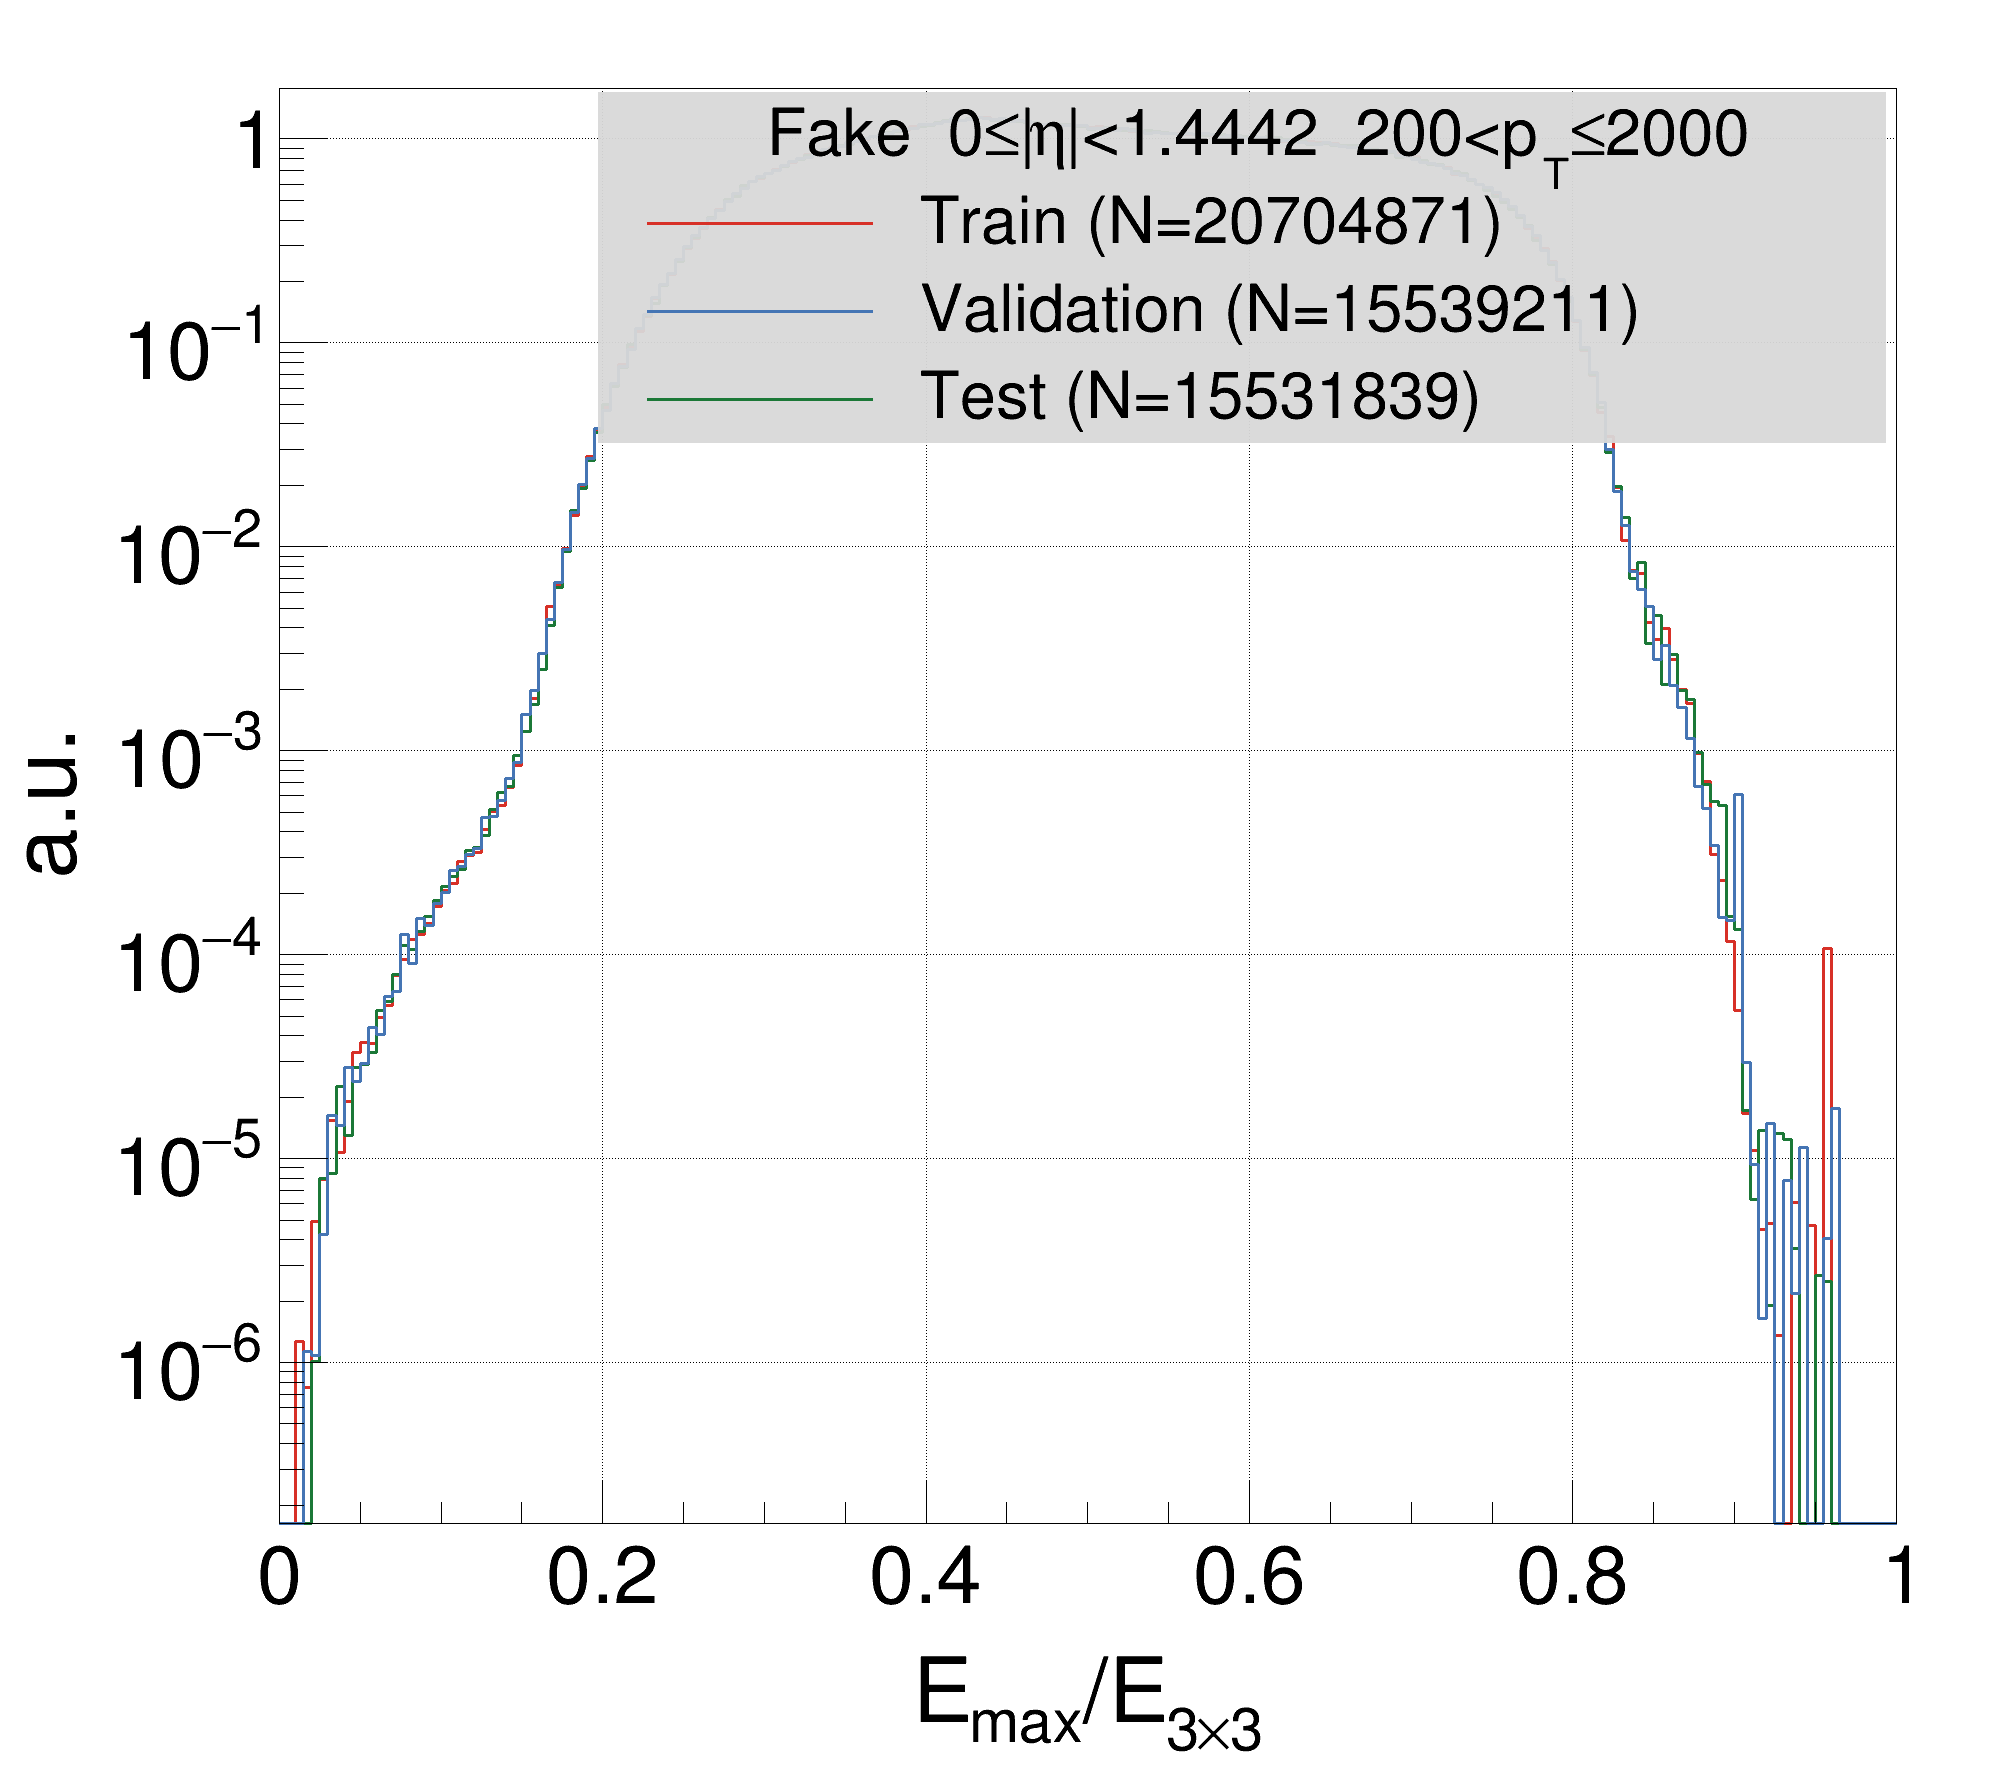 Fake 0≤|η|<1.4442 200<p_T≤2000
Train (N=20704871)
Validation (N=15539211)
Test (N=15531839)
1
10⁻¹
10⁻²
10⁻³
10⁻⁴
10⁻⁵
10⁻⁶
a.u.
0 0.2 0.4 0.6 0.8 1
E_max/E_3×3